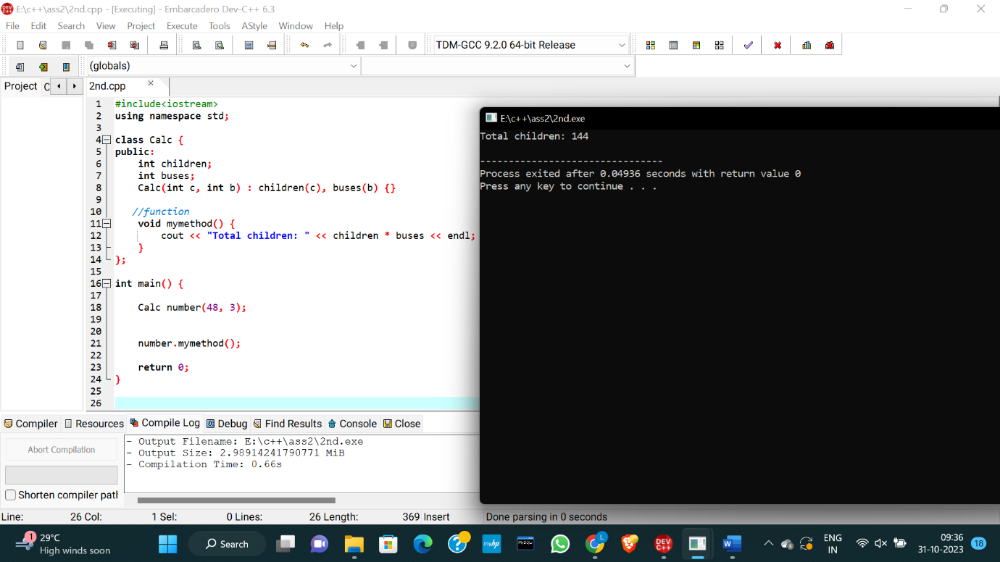 E:\c++\ass2\2nd.cpp - [Executing] - Embarcadero Dev-C++ 6.3
File Edit Search View Project Execute Tools AStyle Window Help
TDM-GCC 9.2.0 64-bit Release
(globals)
Project C 2nd.cpp
1 #include<iostream>
2 using namespace std;
3
4 class Calc {
5 public:
6 int children;
7 int buses;
8 Calc(int c, int b) : children(c), buses(b) {}
9
10 //function
11 void mymethod() {
12 cout << "Total children: " << children * buses << endl;
13 }
14 };
15
16 int main() {
17
18 Calc number(48, 3);
19
20
21 number.mymethod();
22
23 return 0;
24 }
25
26
E:\c++\ass2\2nd.exe
Total children: 144
--------------------------------
Process exited after 0.04936 seconds with return value 0
Press any key to continue . . .
Compiler Resources Compile Log Debug Find Results Console Close
Abort Compilation
Shorten compiler path
- Output Filename: E:\c++\ass2\2nd.exe
- Output Size: 2.98914241790771 MiB
- Compilation Time: 0.66s
Line: 26 Col: 1 Sel: 0 Lines: 26 Length: 369 Insert Done parsing in 0 seconds
1
29°C
High winds soon
Search
myhp
MySQL
L
DEV
C++
W
ENG
IN
09:36
31-10-2023
18